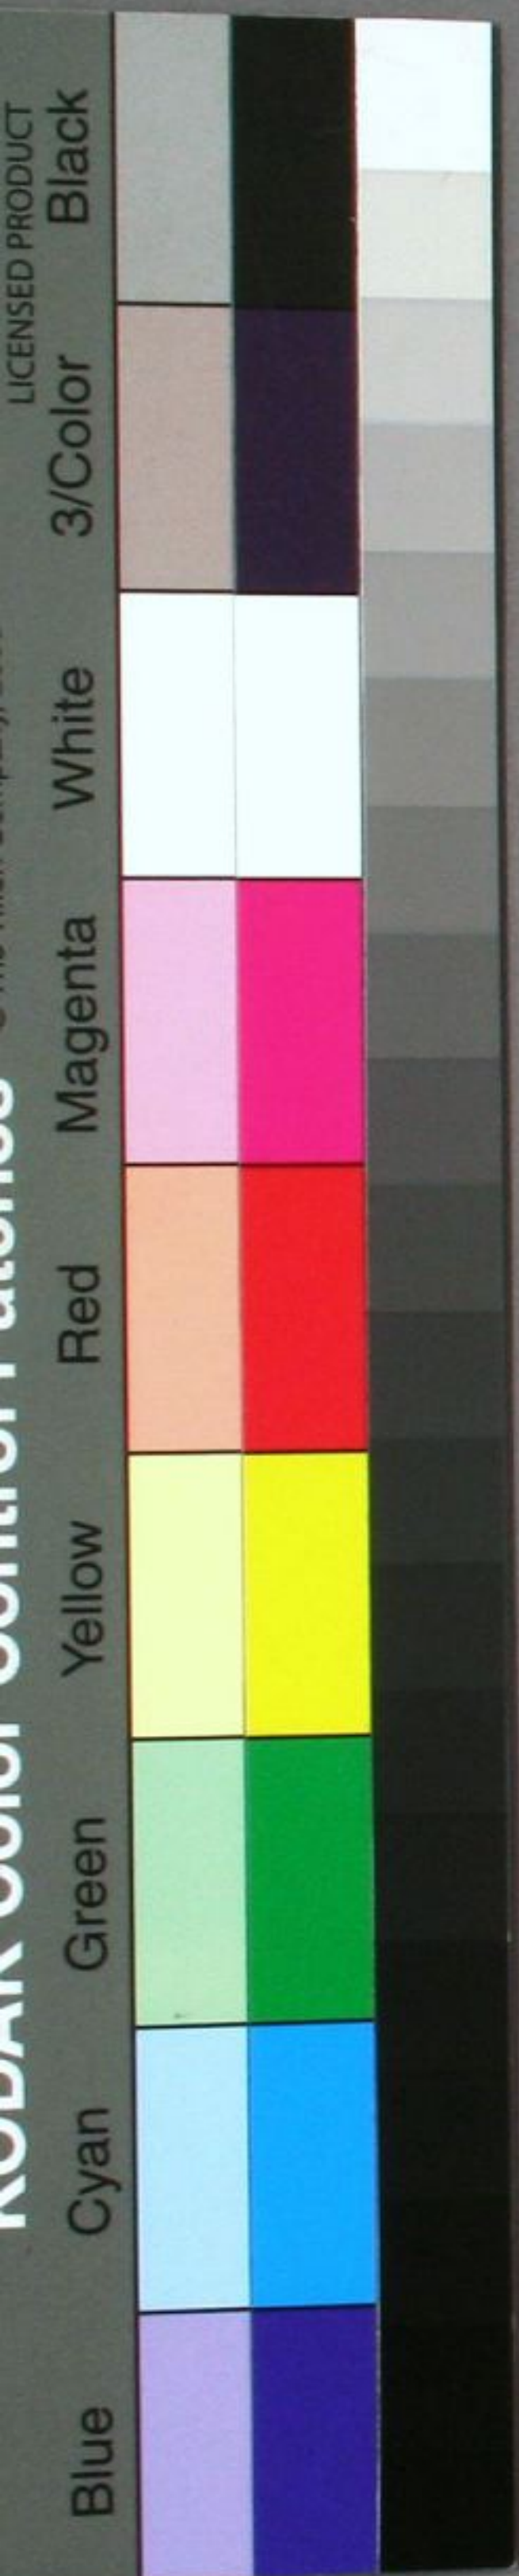 KODAK Color Control Patches
LICENSED PRODUCT
Blue Cyan Green Yellow Red Magenta White 3/Color Black